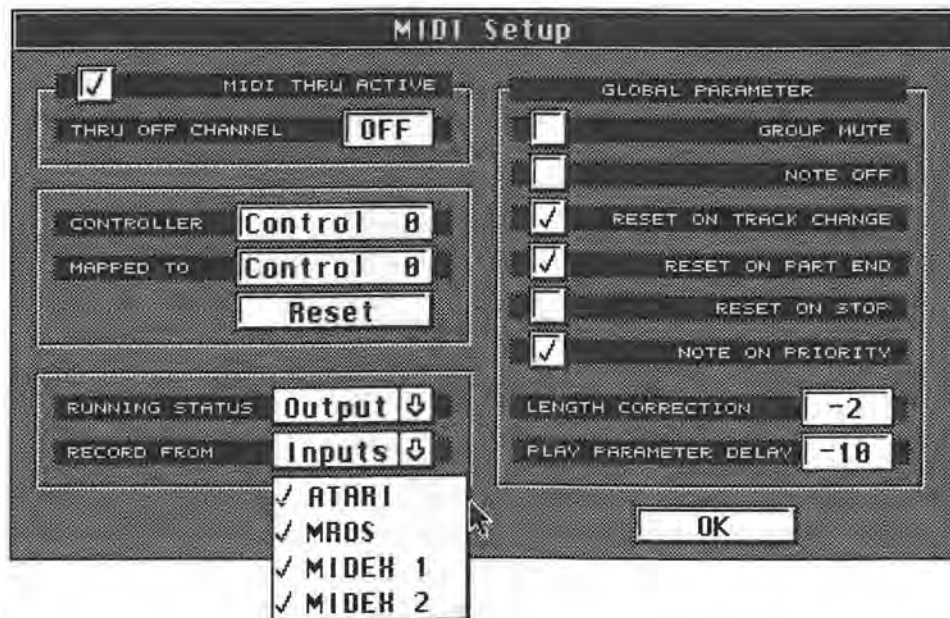 MIDI Setup
MIDI THRU ACTIVE
THRU OFF CHANNEL OFF
CONTROLLER Control 0
MAPPED TO Control 0
Reset
RUNNING STATUS Output
RECORD FROM Inputs
ATARI
MROS
MIDEX 1
MIDEX 2
GLOBAL PARAMETER
GROUP MUTE
NOTE OFF
RESET ON TRACK CHANGE
RESET ON PART END
RESET ON STOP
NOTE ON PRIORITY
LENGTH CORRECTION -2
PLAY PARAMETER DELAY -10
OK